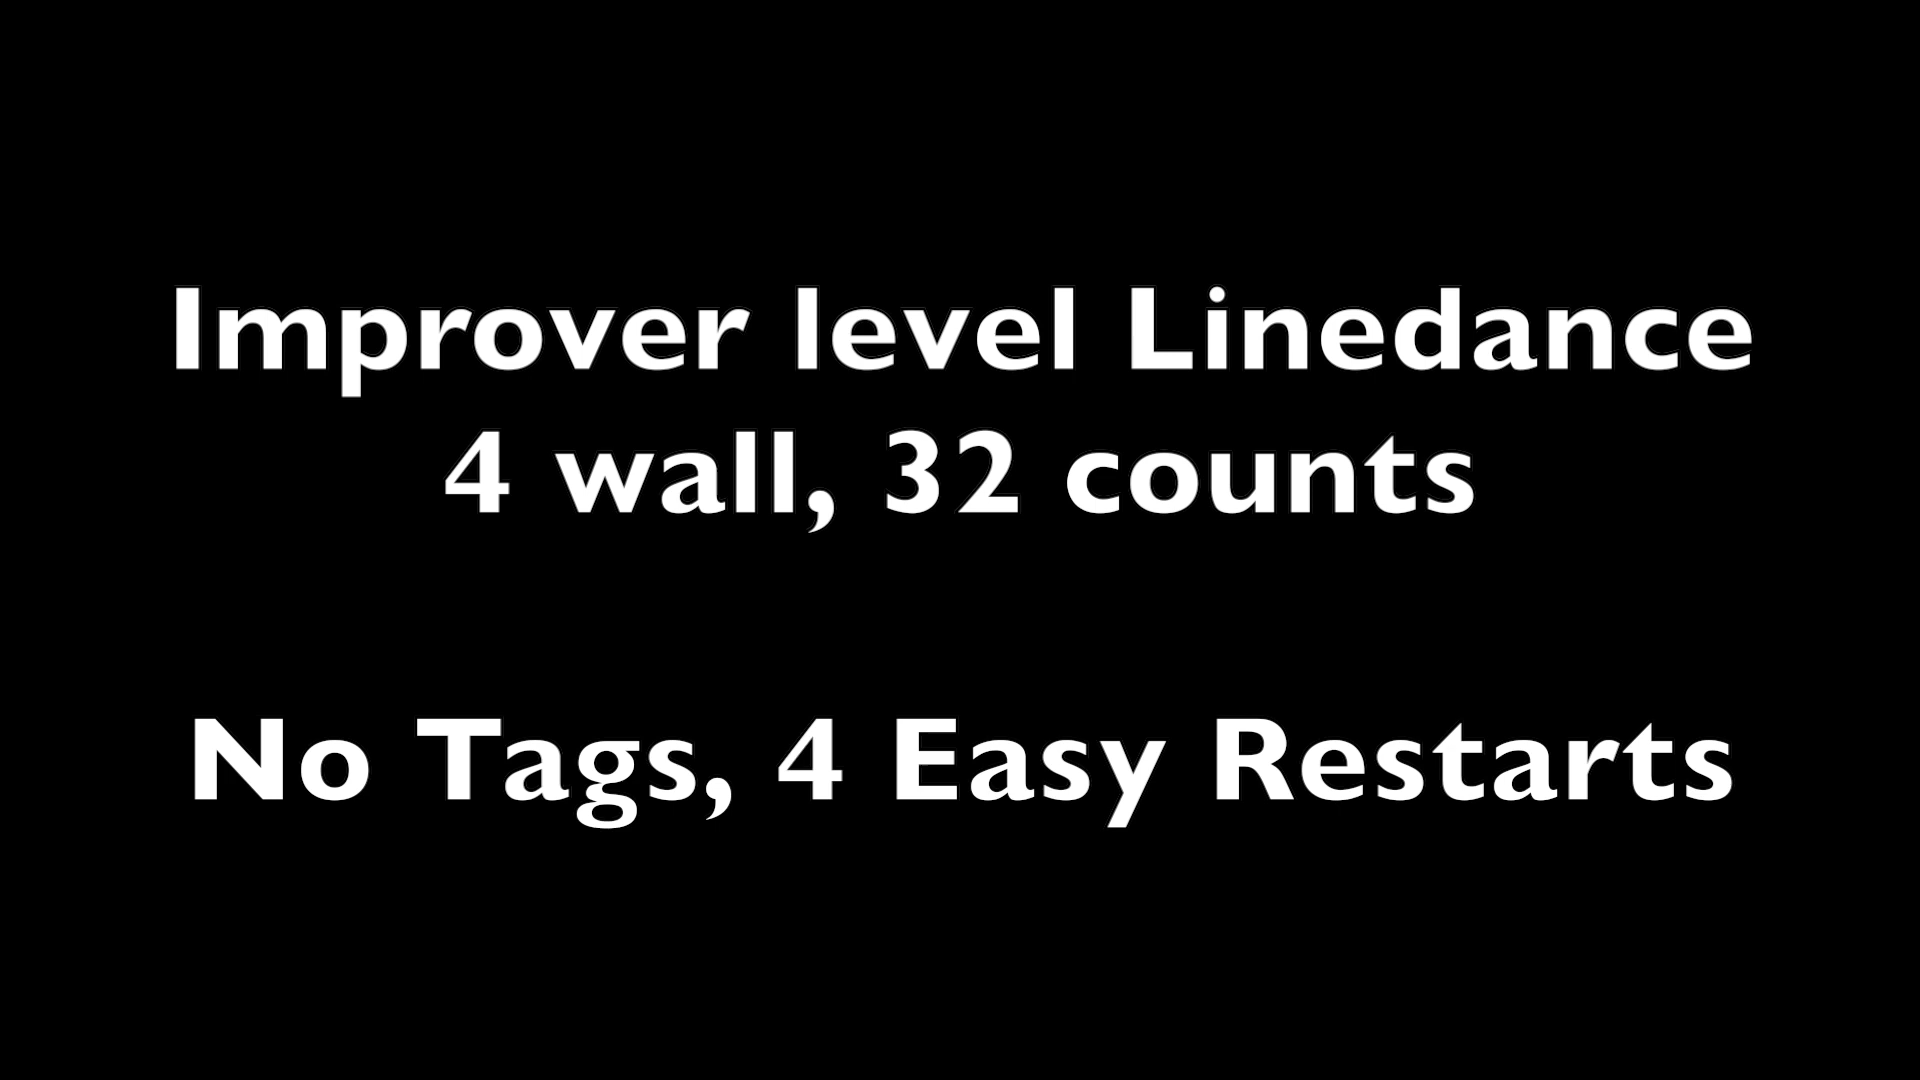 Improver level Linedance
4 wall, 32 counts
No Tags, 4 Easy Restarts